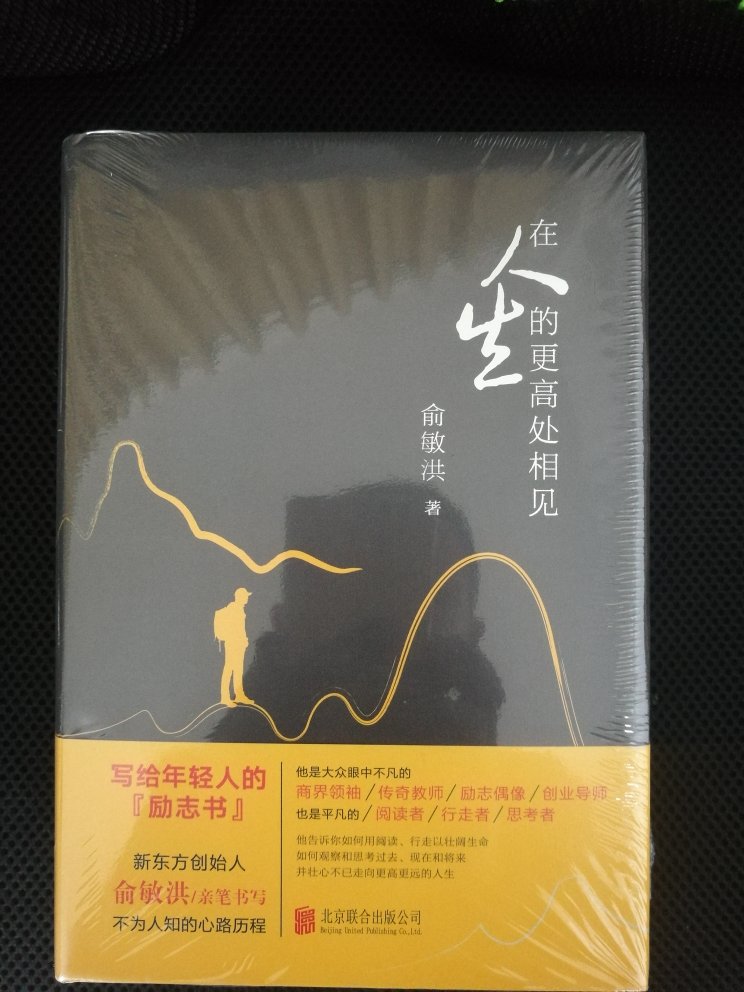 在人生的更高处相见
俞敏洪 著
写给年轻人的
『励志书』
新东方创始人
俞敏洪/亲笔书写
不为人知的心路历程
他是大众眼中不凡的
商界领袖/传奇教师/励志偶像/创业导师
也是平凡的/阅读者/行走者/思考者
他告诉你如何用阅读、行走以壮阔生命
如何观察和思考过去、现在和将来
并壮心不已走向更高更远的人生
北京联合出版公司
Beijing United Publishing Co.,Ltd.